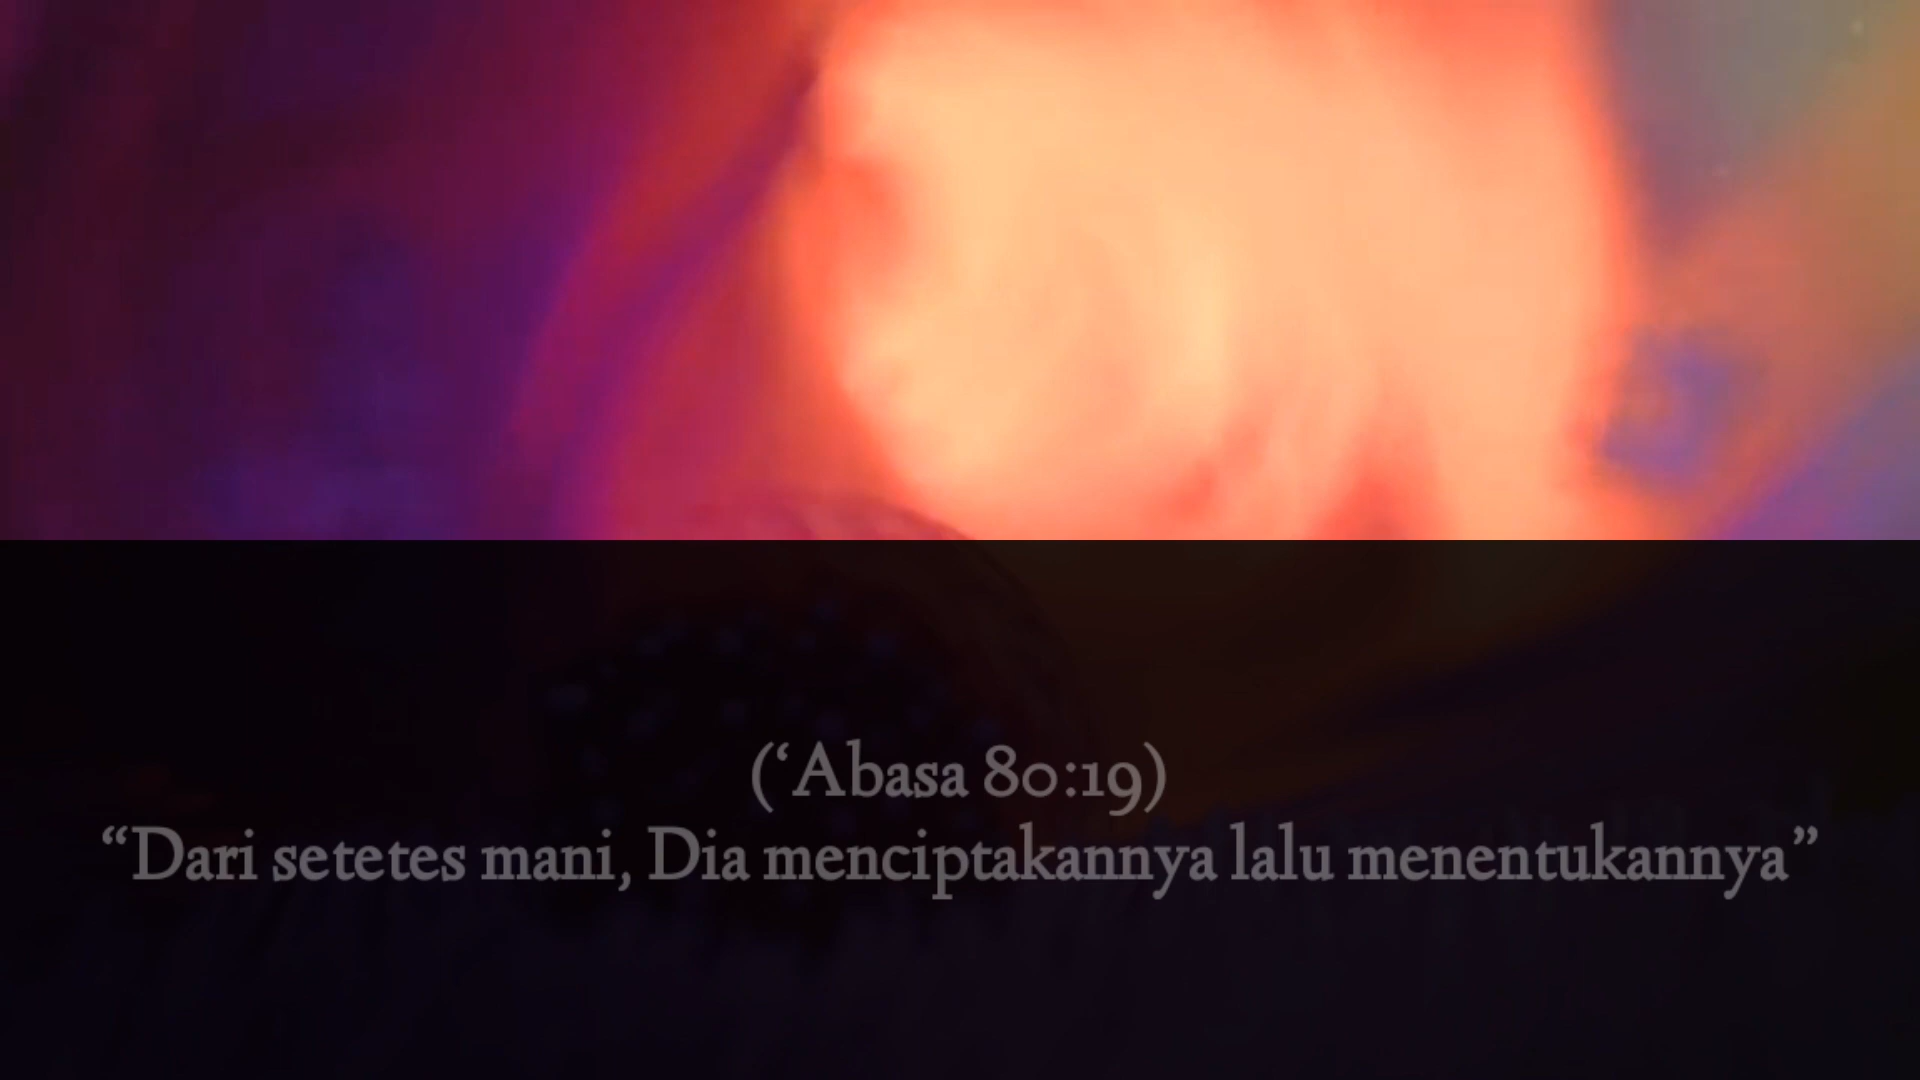 (‘Abasa 80:19)
“Dari setetes mani, Dia menciptakannya lalu menentukannya”